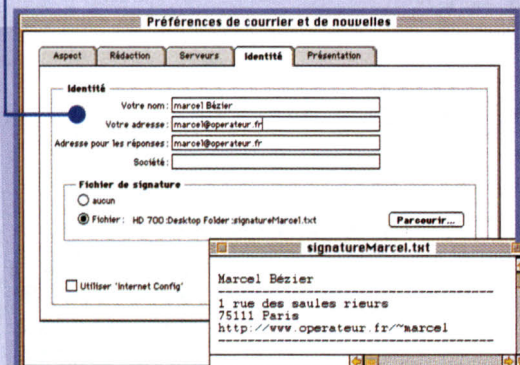 Préférences de courrier et de nouvelles
Aspect Rédaction Serveurs Identité Présentation
Identité
Votre nom : marcel Bézier
Votre adresse : marcel@operateur.fr
Adresse pour les réponses : marcel@operateur.fr
Société :
Fichier de signature
aucun
Fichier : HD 700:Desktop Folder:signatureMarcel.txt Parcourir...
Utiliser 'Internet Config'
signatureMarcel.txt
Marcel Bézier
------------------------------------
1 rue des saules rieurs
75111 Paris
http://www.operateur.fr/~marcel
------------------------------------